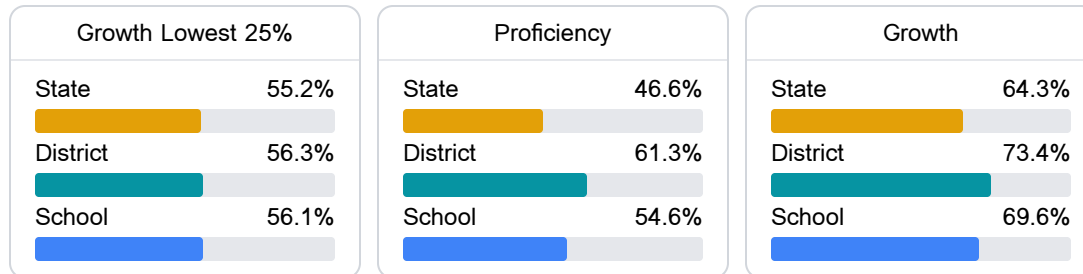 Growth Lowest 25%
State 55.2%
District 56.3%
School 56.1%
Proficiency
State 46.6%
District 61.3%
School 54.6%
Growth
State 64.3%
District 73.4%
School 69.6%